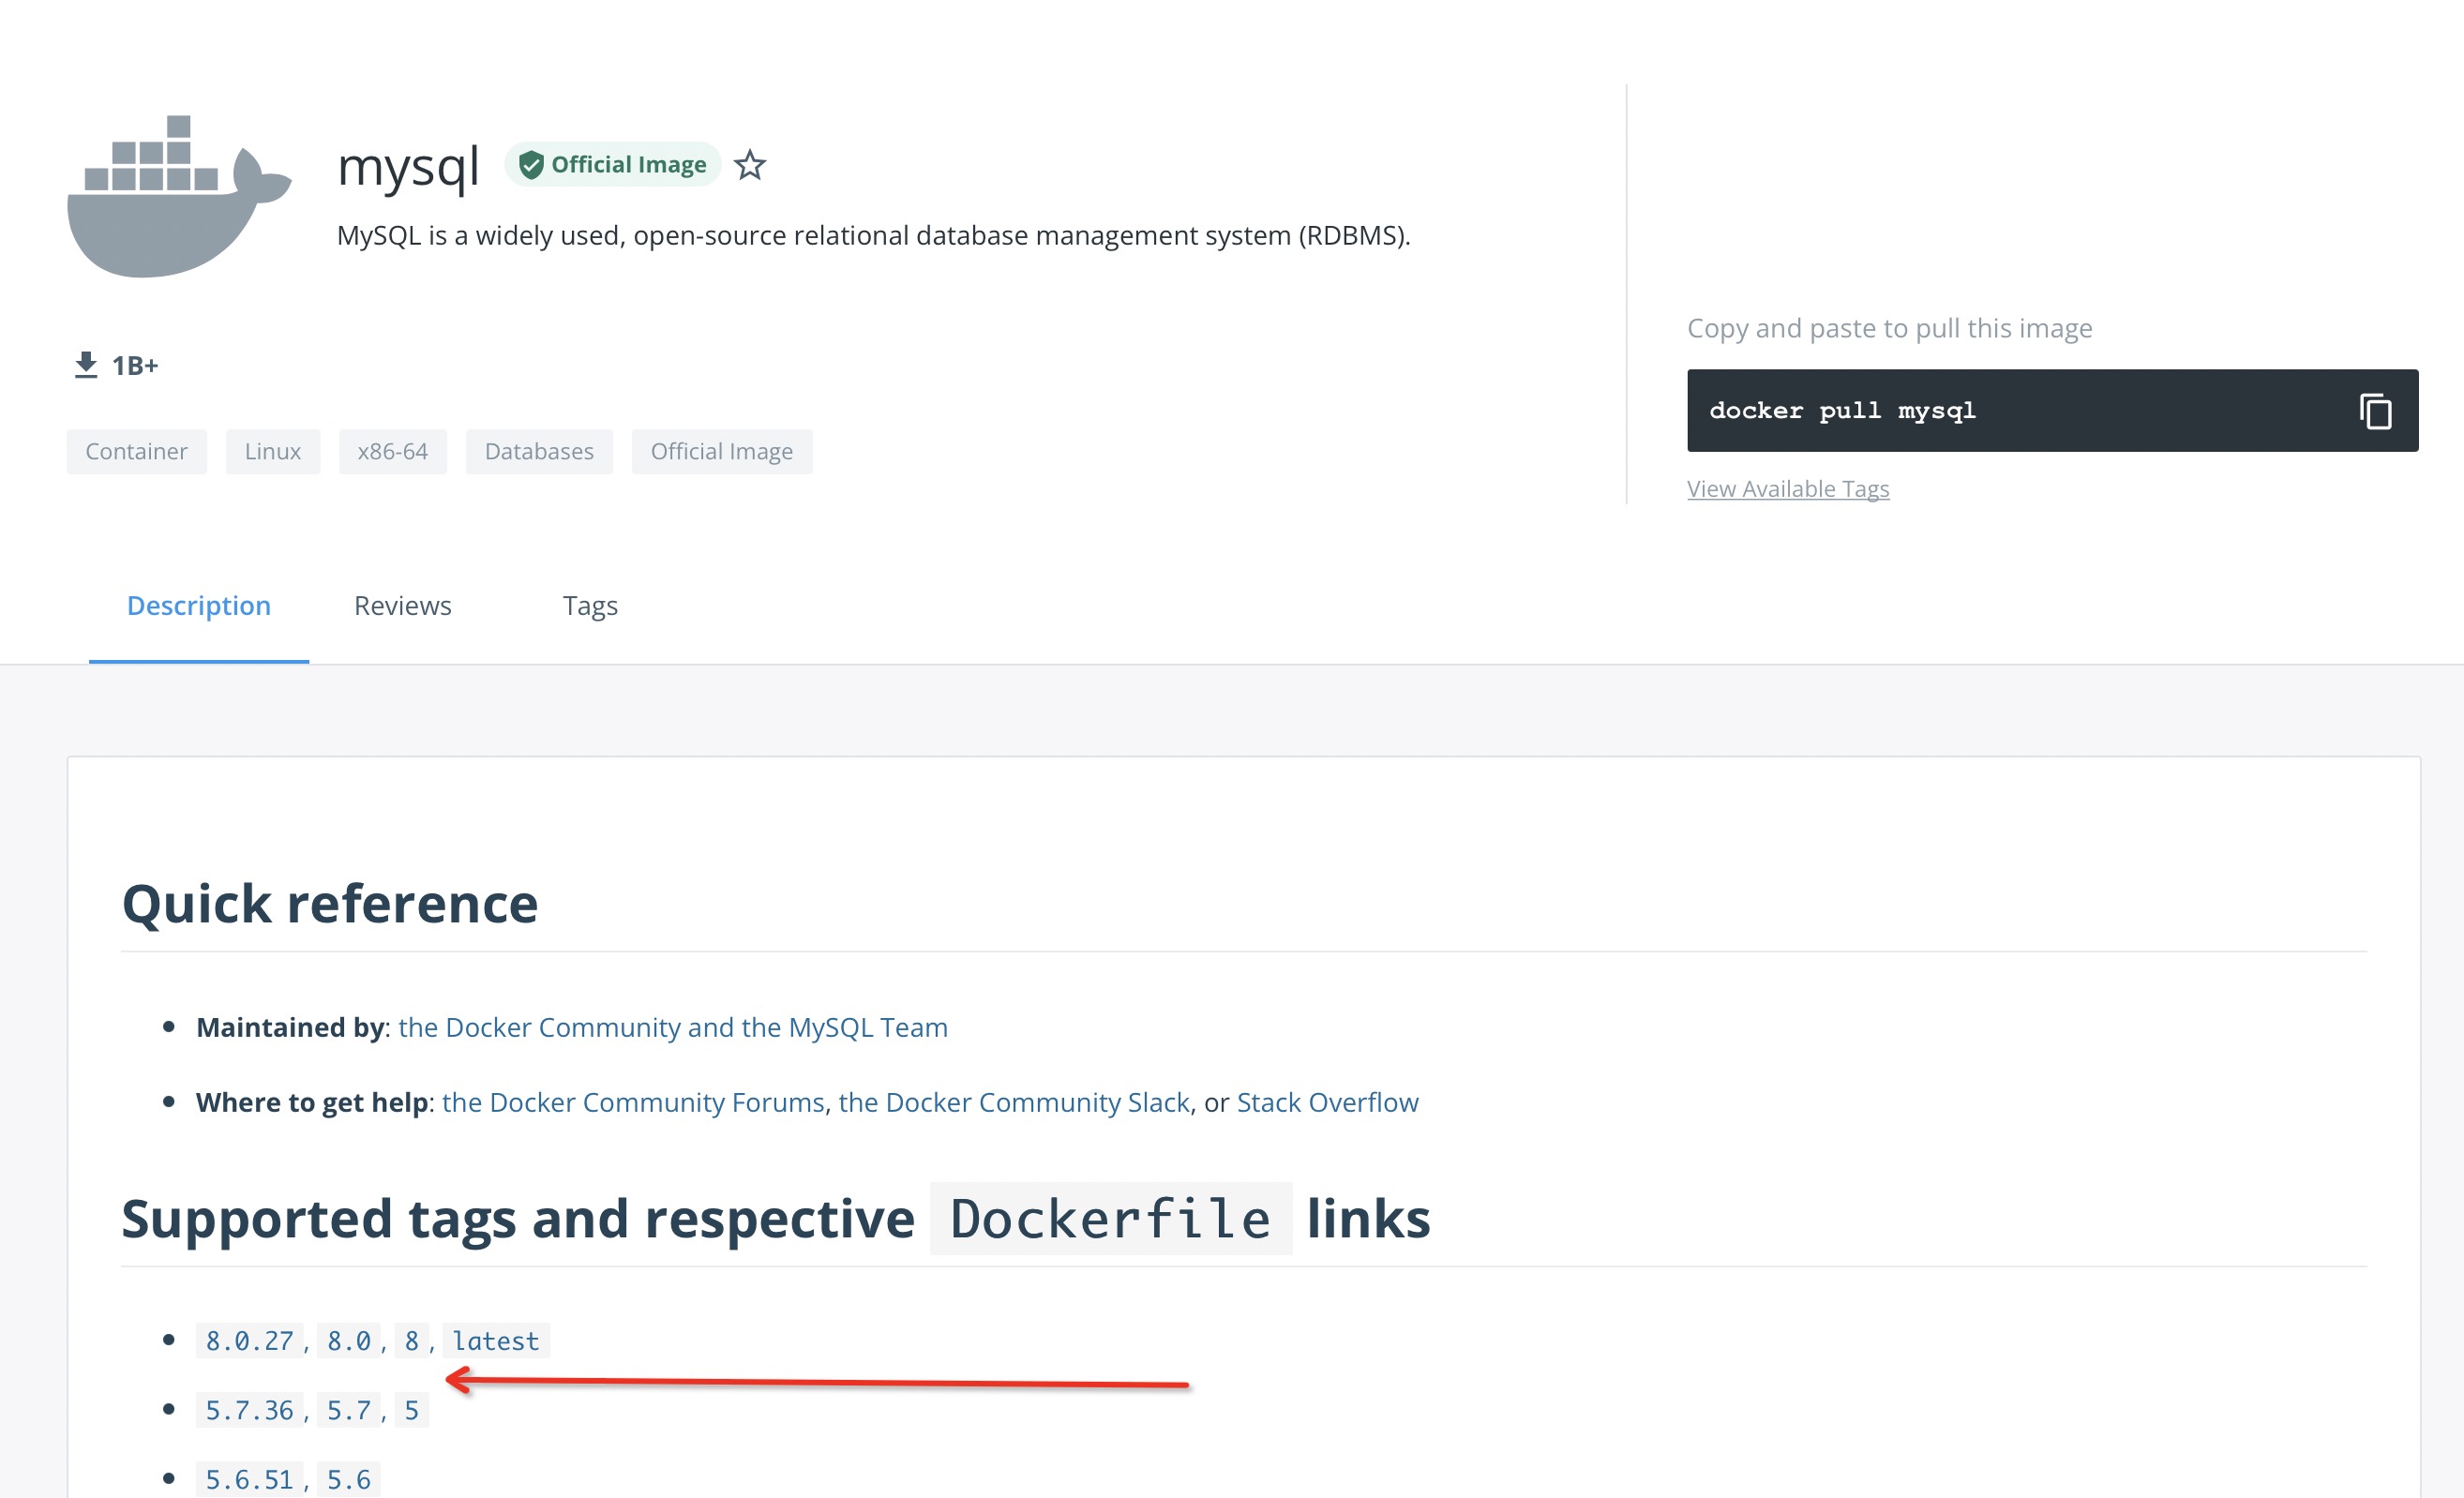 mysql Official Image
MySQL is a widely used, open-source relational database management system (RDBMS).
1B+
Container Linux x86-64 Databases Official Image
Copy and paste to pull this image
docker pull mysql
View Available Tags
Description Reviews Tags
Quick reference
Maintained by: the Docker Community and the MySQL Team
Where to get help: the Docker Community Forums, the Docker Community Slack, or Stack Overflow
Supported tags and respective Dockerfile links
8.0.27, 8.0, 8, latest
5.7.36, 5.7, 5
5.6.51, 5.6